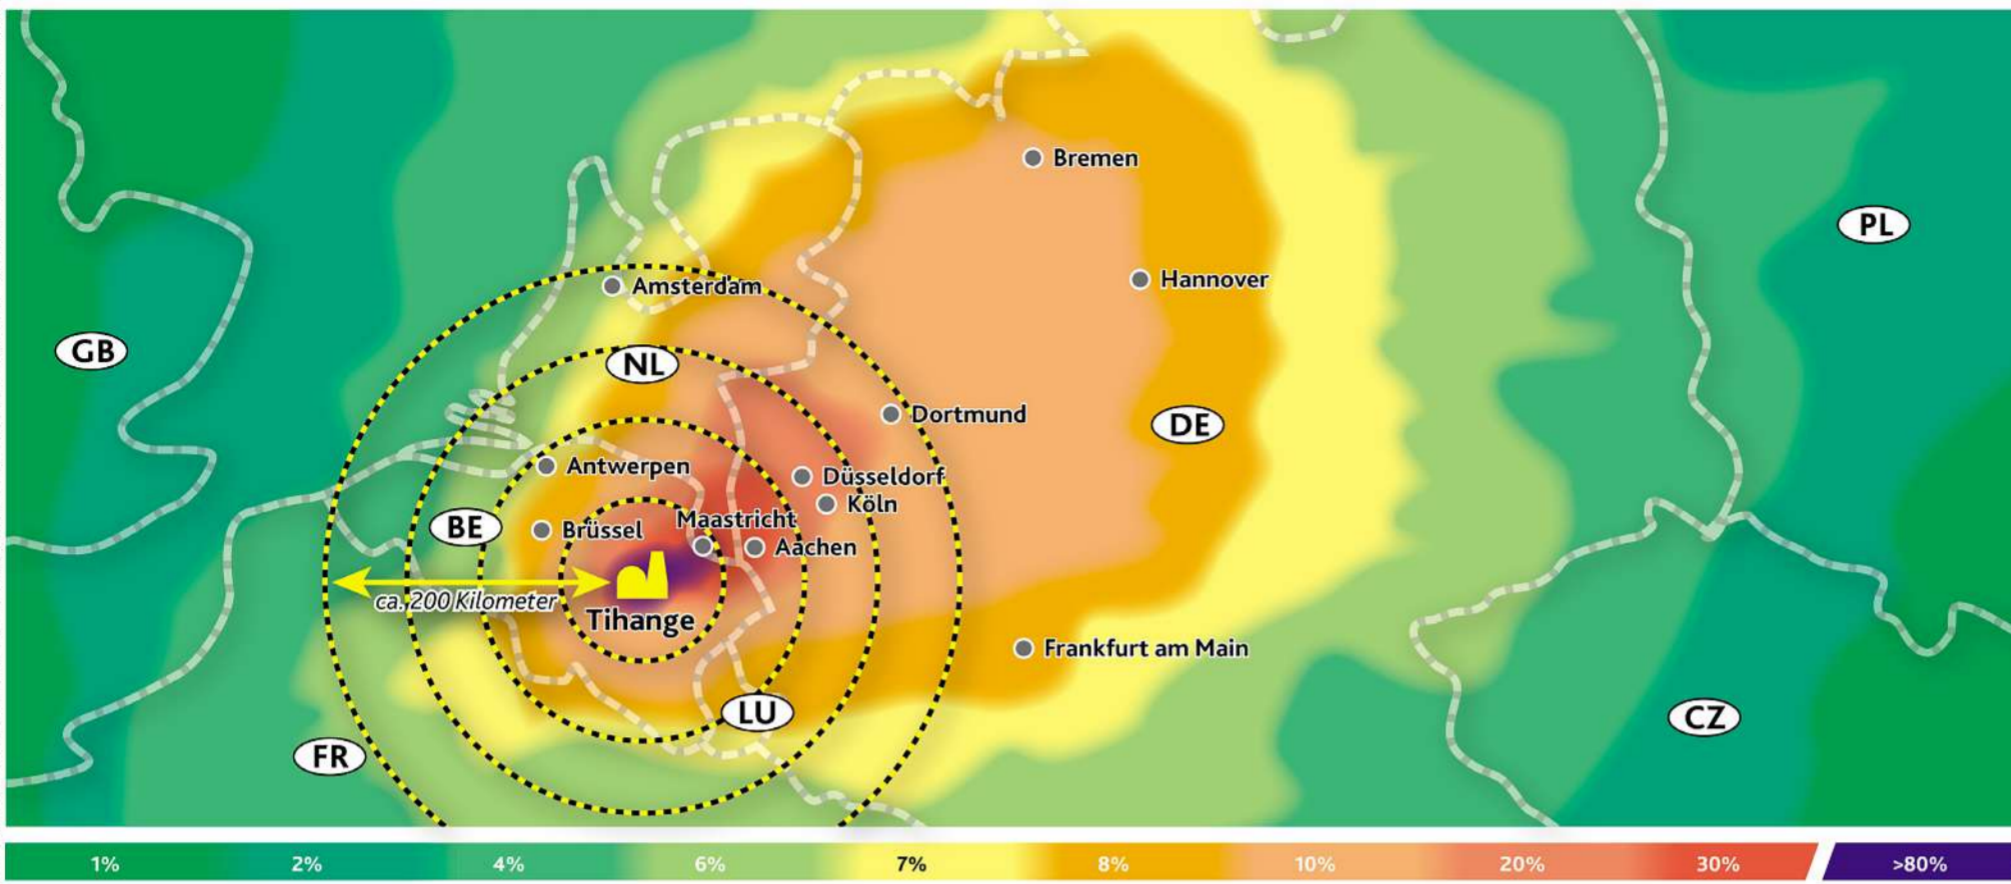 Bremen
PL
Hannover
Amsterdam
GB
NL
Dortmund
DE
Antwerpen
Düsseldorf
Köln
BE
Brüssel
Maastricht
Aachen
ca. 200 Kilometer
Tihange
Frankfurt am Main
LU
CZ
FR
1% 2% 4% 6% 7% 8% 10% 20% 30% >80%